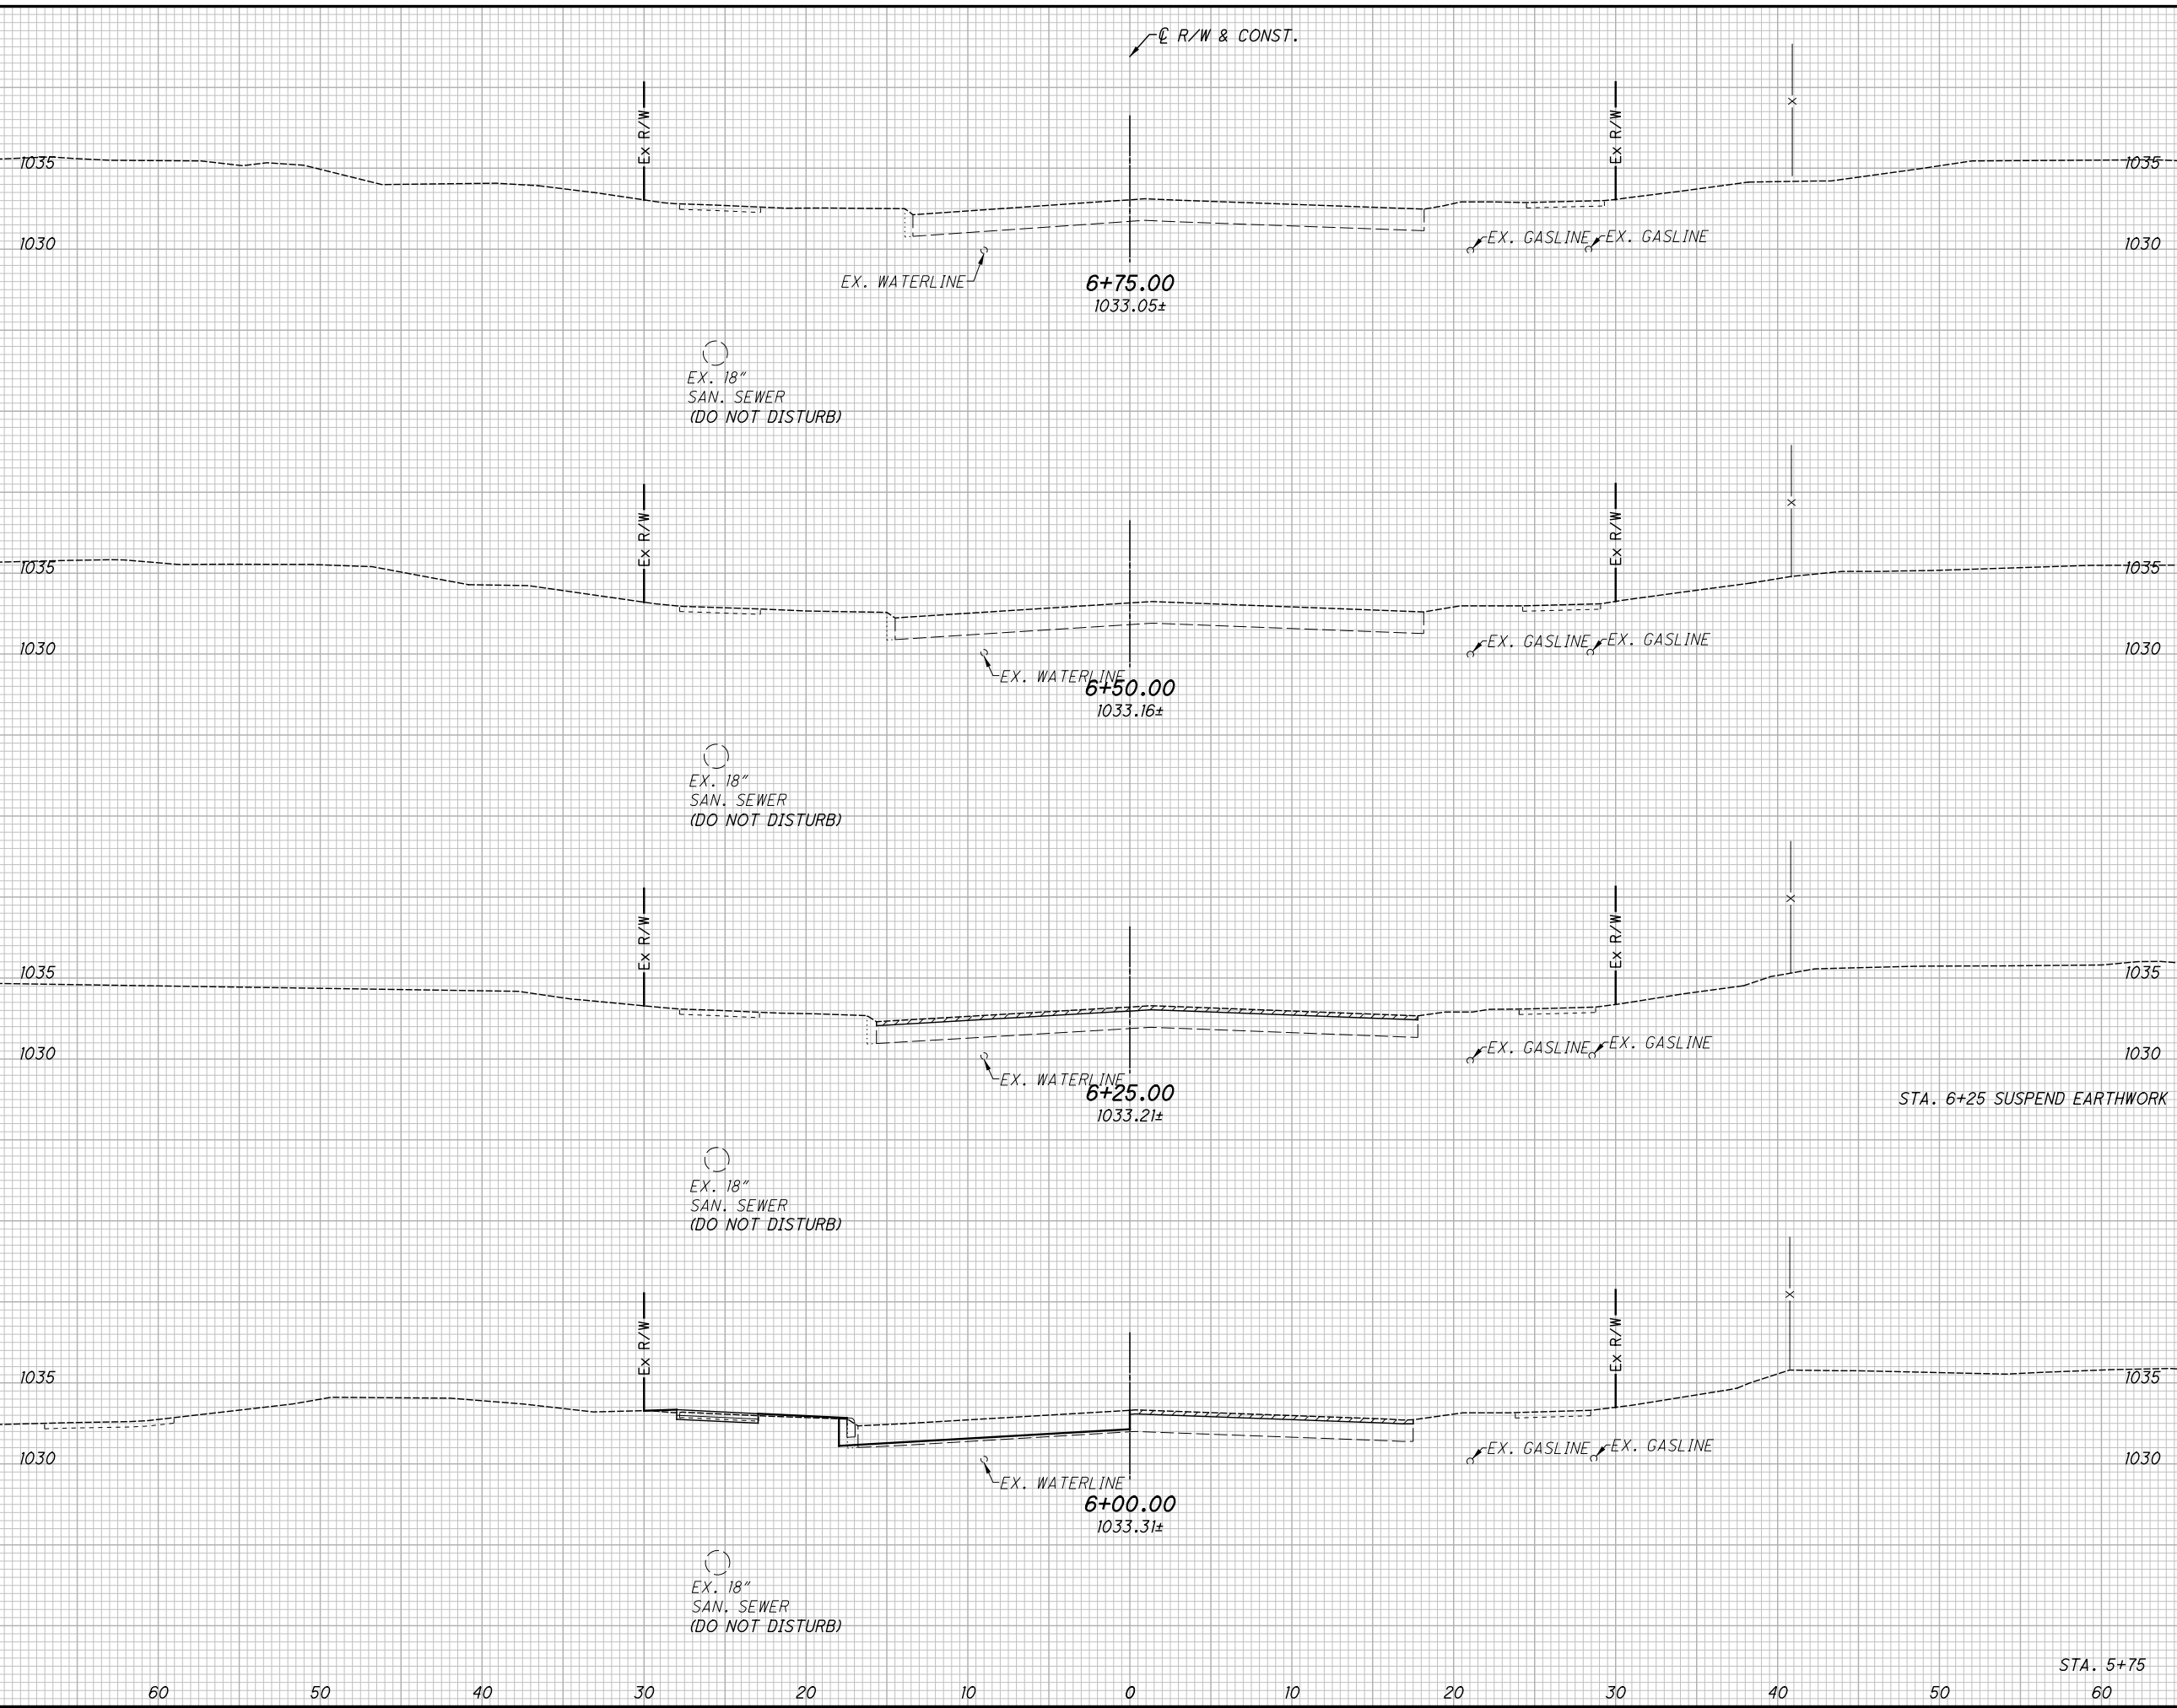 ℄ R/W & CONST.
Ex R/W
Ex R/W
X
1035
1035
1030
EX. GASLINE
EX. GASLINE
1030
EX. WATERLINE
6+75.00
1033.05±
EX. 18"
SAN. SEWER
(DO NOT DISTURB)
Ex R/W
Ex R/W
X
1035
1035
1030
EX. GASLINE
EX. GASLINE
1030
EX. WATERLINE
6+50.00
1033.16±
EX. 18"
SAN. SEWER
(DO NOT DISTURB)
Ex R/W
Ex R/W
X
1035
1035
1030
EX. GASLINE
EX. GASLINE
1030
EX. WATERLINE
6+25.00
STA. 6+25 SUSPEND EARTHWORK
1033.21±
EX. 18"
SAN. SEWER
(DO NOT DISTURB)
Ex R/W
Ex R/W
X
1035
1035
1030
EX. GASLINE
EX. GASLINE
1030
EX. WATERLINE
6+00.00
1033.31±
EX. 18"
SAN. SEWER
(DO NOT DISTURB)
STA. 5+75
60 50 40 30 20 10 0 10 20 30 40 50 60